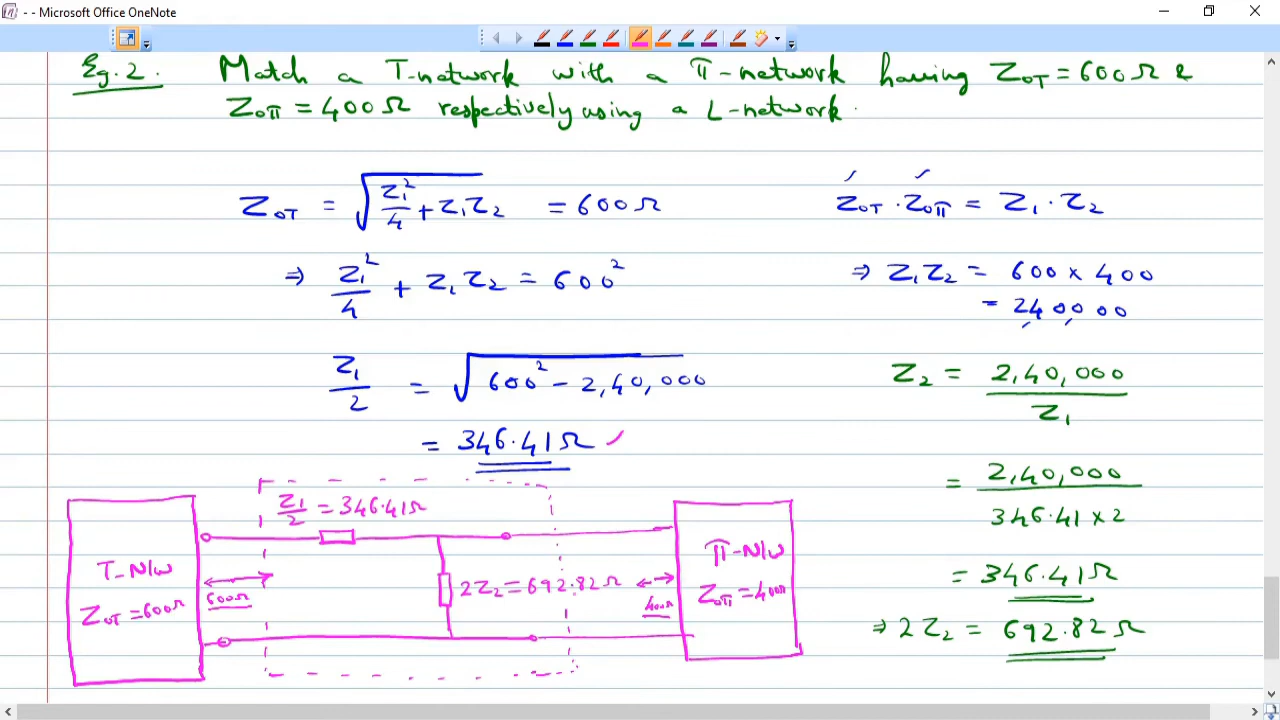 - - Microsoft Office OneNote
Eg.2. Match a T-network with a π-network having Z₀T = 600Ω &
Z₀π = 400Ω respectively using a L-network.
Z₀T = √(Z₁²/4 + Z₁Z₂) = 600Ω
⇒ Z₁²/4 + Z₁Z₂ = 600²
Z₁/2 = √(600² - 2,40,000)
= 346.41Ω
Z₀T · Z₀π = Z₁ · Z₂
⇒ Z₁Z₂ = 600 × 400
= 240000
Z₂ = 2,40,000/Z₁
= 2,40,000/346.41×2
= 346.41Ω
⇒ 2Z₂ = 692.82Ω
T-N/W
Z₀T = 600Ω
600Ω
Z₁/2 = 346.41Ω
2Z₂ = 692.82Ω
400Ω
π-N/W
Z₀π = 400Ω